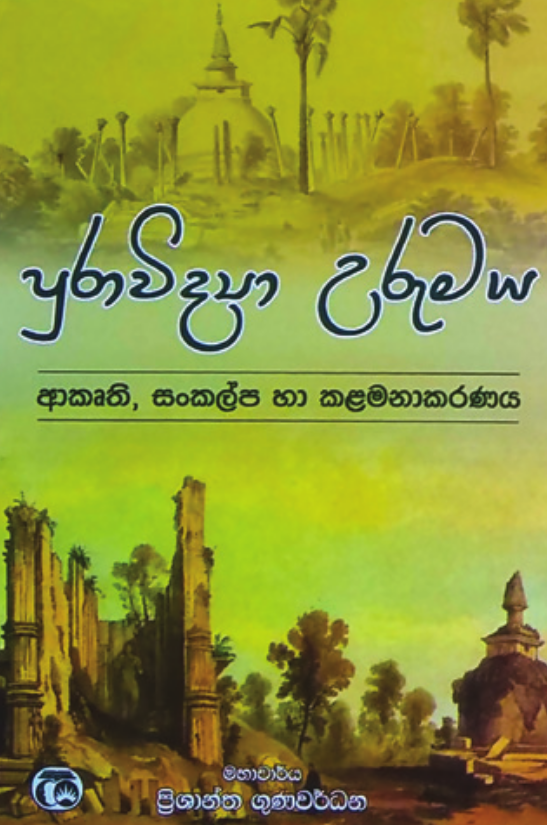 පුරාවිද්‍යා උරුමය
ආකෘති, සංකල්ප හා කළමනාකරණය
මහාචාර්ය
ප්‍රිශාන්ත ගුණවර්ධන